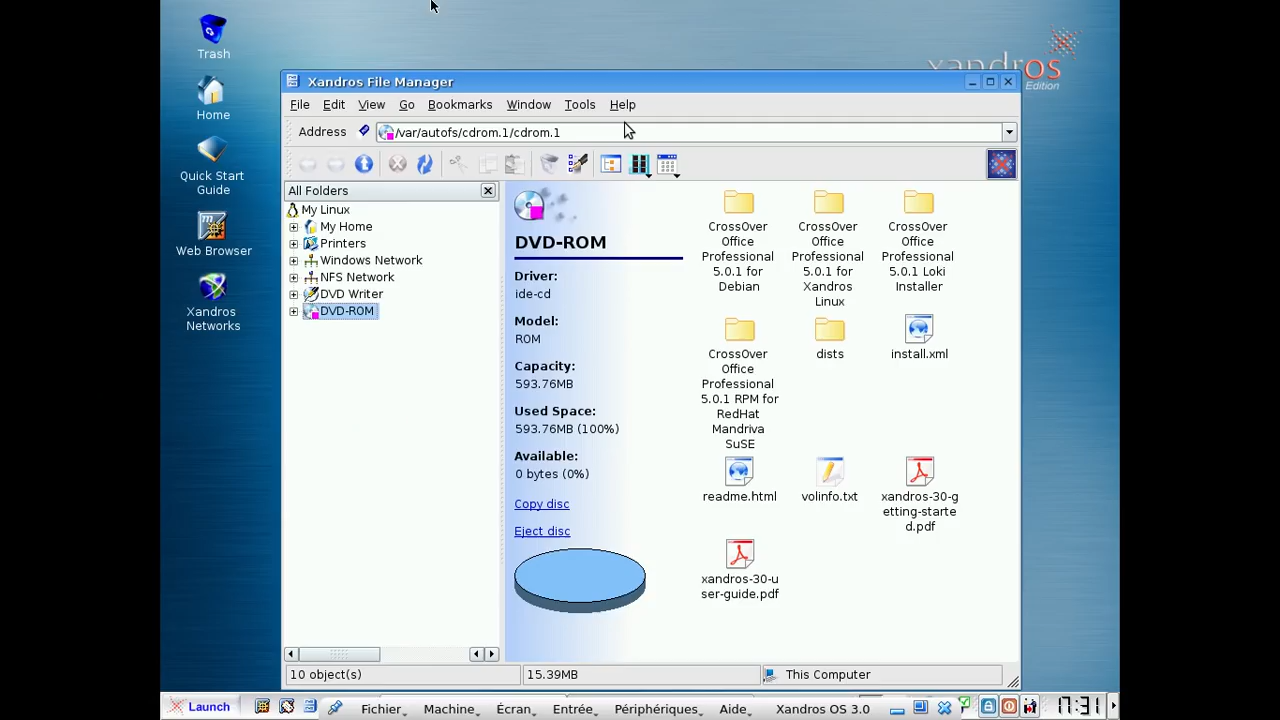 Trash
Home
Quick Start
Guide
Web Browser
Xandros
Networks
xandros
Edition
Xandros File Manager
File Edit View Go Bookmarks Window Tools Help
Address /var/autofs/cdrom.1/cdrom.1
All Folders
My Linux
My Home
Printers
Windows Network
NFS Network
DVD Writer
DVD-ROM
DVD-ROM
Driver:
ide-cd
Model:
ROM
Capacity:
593.76MB
Used Space:
593.76MB (100%)
Available:
0 bytes (0%)
Copy disc
Eject disc
CrossOver
Office
Professional
5.0.1 for
Debian
CrossOver
Office
Professional
5.0.1 for
Xandros
Linux
CrossOver
Office
Professional
5.0.1 Loki
Installer
CrossOver
Office
Professional
5.0.1 RPM for
RedHat
Mandriva
SuSE
dists
install.xml
readme.html
volinfo.txt
xandros-30-g
etting-starte
d.pdf
xandros-30-u
ser-guide.pdf
10 object(s) 15.39MB This Computer
Launch Fichier Machine Écran Entrée Périphériques Aide Xandros OS 3.0 17:31